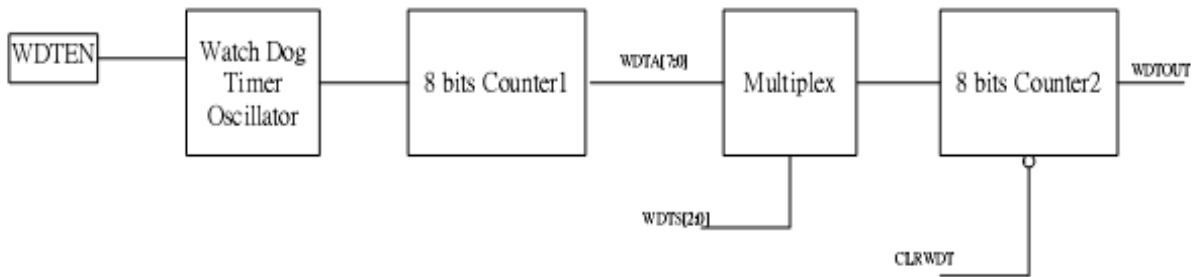 WDTEN
Watch Dog
Timer
Oscillator
8 bits Counter1
WDTA[7:0]
Multiplex
8 bits Counter2
WDTOUT
WDTS[2:0]
CLRWDT